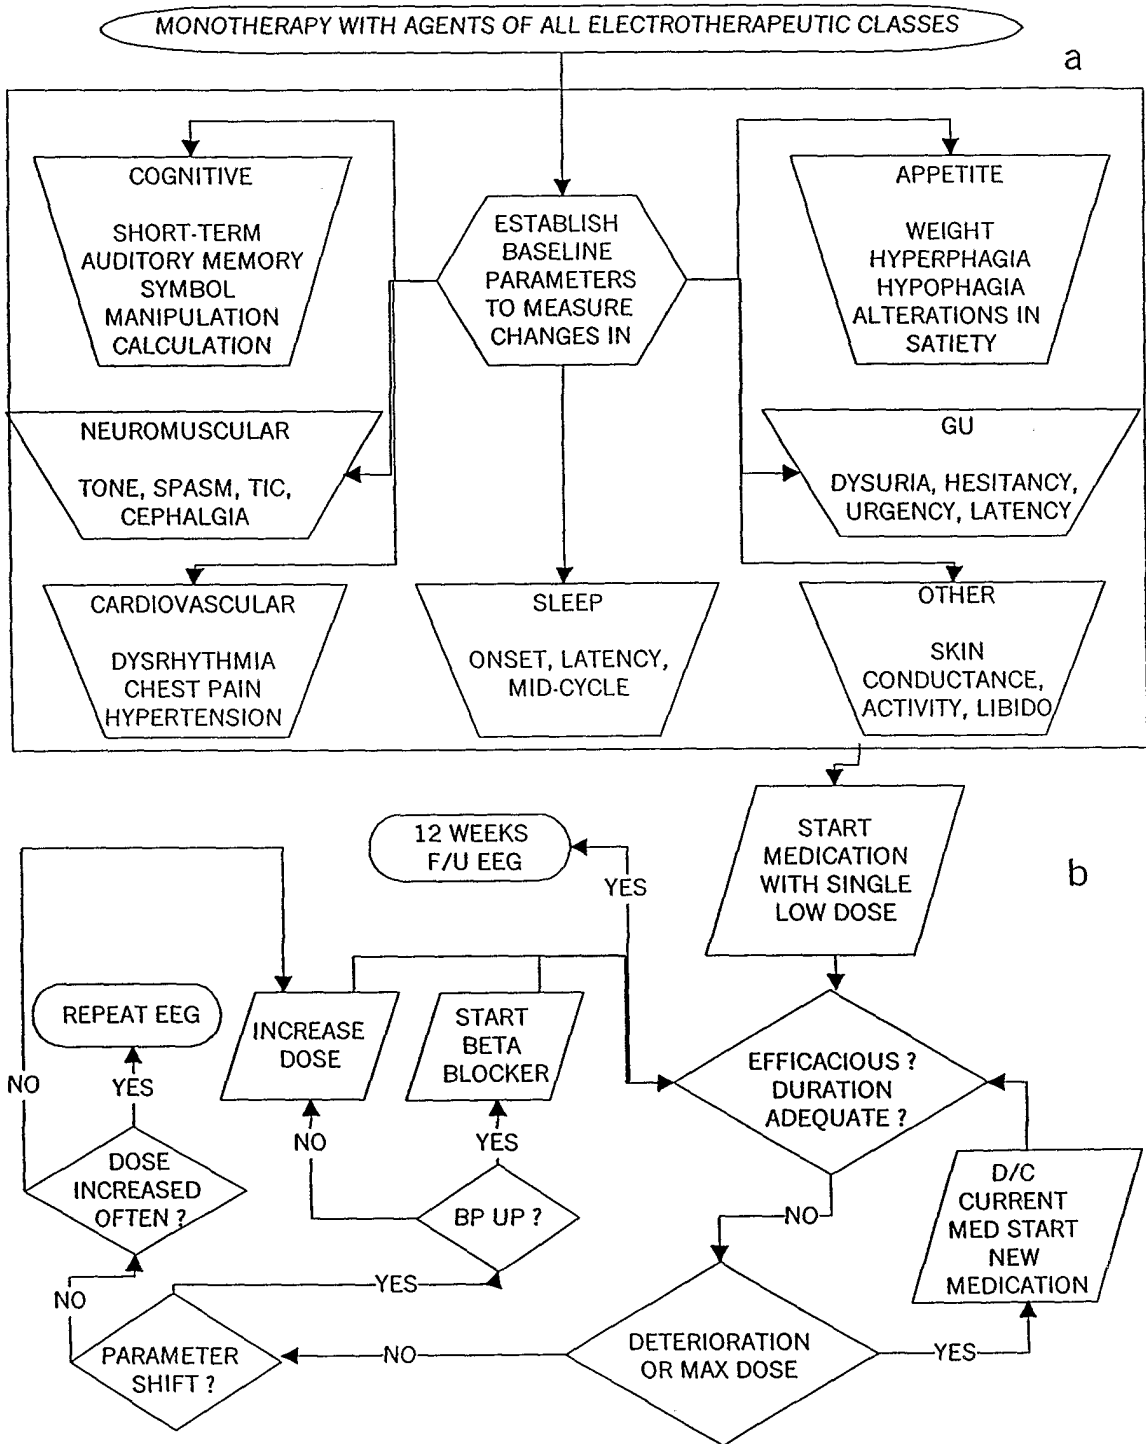 MONOTHERAPY WITH AGENTS OF ALL ELECTROTHERAPEUTIC CLASSES
a
COGNITIVE
SHORT-TERM
AUDITORY MEMORY
SYMBOL
MANIPULATION
CALCULATION
ESTABLISH
BASELINE
PARAMETERS
TO MEASURE
CHANGES IN
APPETITE
WEIGHT
HYPERPHAGIA
HYPOPHAGIA
ALTERATIONS IN
SATIETY
NEUROMUSCULAR
TONE, SPASM, TIC,
CEPHALGIA
GU
DYSURIA, HESITANCY,
URGENCY, LATENCY
CARDIOVASCULAR
DYSRHYTHMIA
CHEST PAIN
HYPERTENSION
SLEEP
ONSET, LATENCY,
MID-CYCLE
OTHER
SKIN
CONDUCTANCE,
ACTIVITY, LIBIDO
b
START
MEDICATION
WITH SINGLE
LOW DOSE
12 WEEKS
F/U EEG
YES
REPEAT EEG
INCREASE
DOSE
START
BETA
BLOCKER
EFFICACIOUS ?
DURATION
ADEQUATE ?
NO
YES
NO
YES
DOSE
INCREASED
OFTEN ?
BP UP ?
NO
D/C
CURRENT
MED START
NEW
MEDICATION
NO
YES
PARAMETER
SHIFT ?
NO
DETERIORATION
OR MAX DOSE
YES